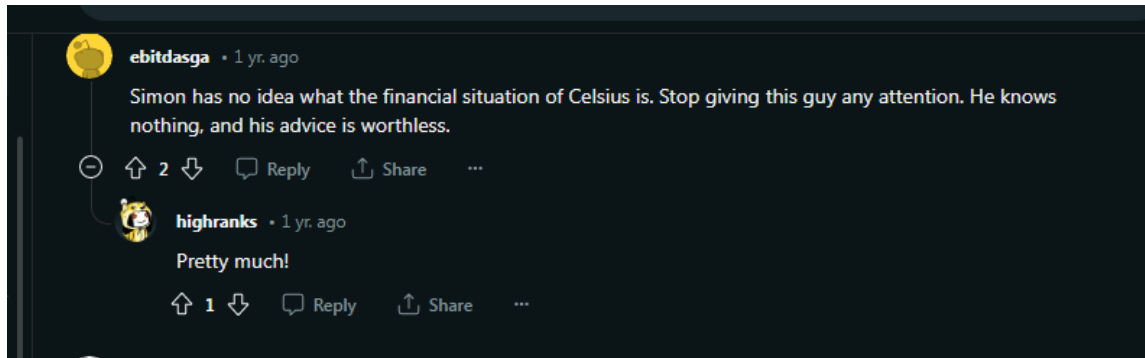 ebitdasga • 1 yr. ago
Simon has no idea what the financial situation of Celsius is. Stop giving this guy any attention. He knows
nothing, and his advice is worthless.
2 Reply Share ...
highranks • 1 yr. ago
Pretty much!
1 Reply Share ...